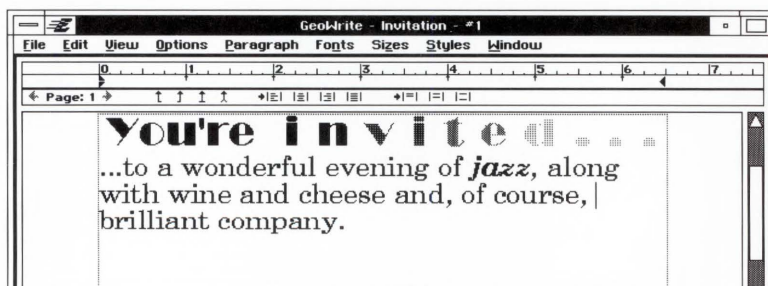 GeoWrite - Invitation - #1
File Edit View Options Paragraph Fonts Sizes Styles Window
0 1 2 3 4 5 6 7
Page: 1
You're invited...
...to a wonderful evening of jazz, along
with wine and cheese and, of course,
brilliant company.